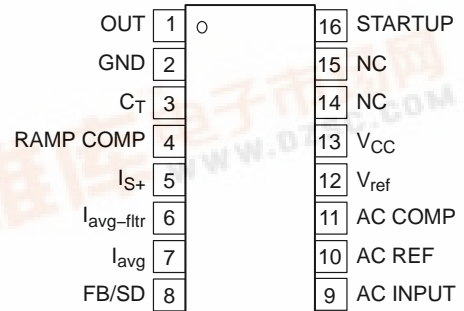 OUT 1 16 STARTUP
GND 2 15 NC
CT 3 14 NC
RAMP COMP 4 13 VCC
IS+ 5 12 Vref
Iavg–fltr 6 11 AC COMP
Iavg 7 10 AC REF
FB/SD 8 9 AC INPUT